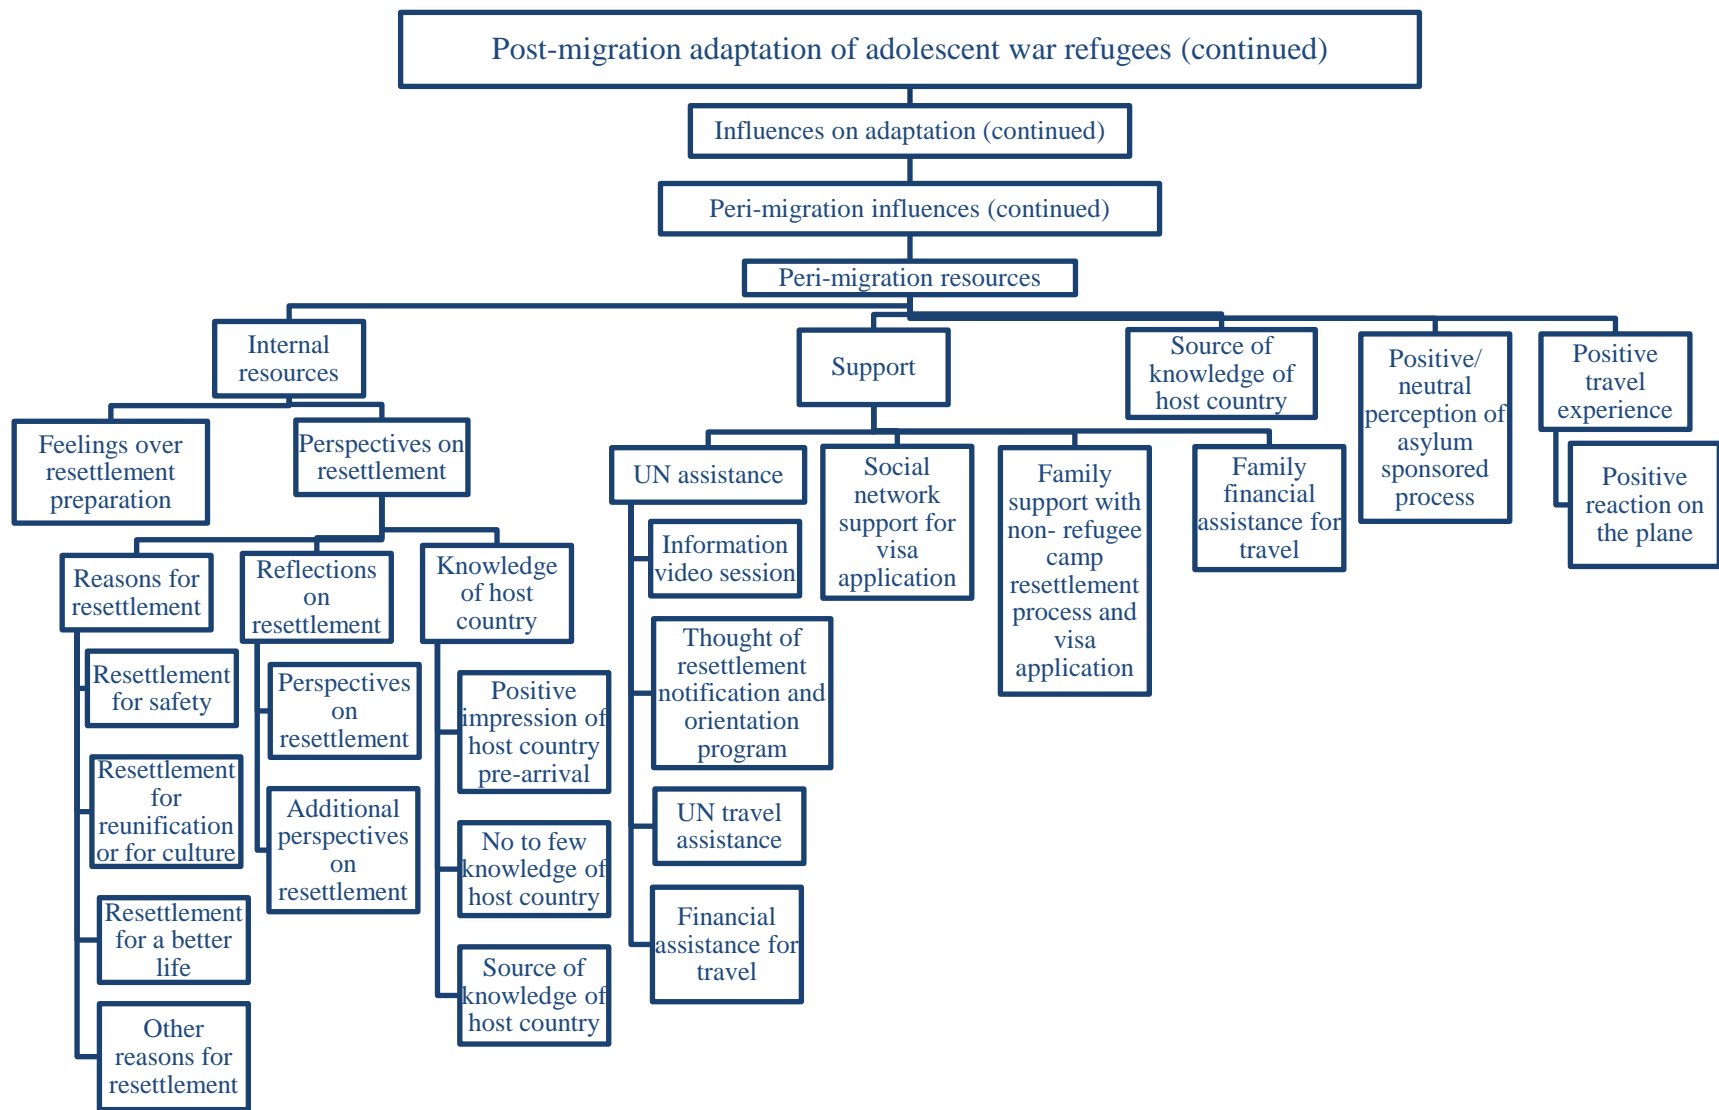 Post-migration adaptation of adolescent war refugees (continued)
Influences on adaptation (continued)
Peri-migration influences (continued)
Peri-migration resources
Internal
resources
Support
Source of
knowledge of
host country
Positive/
neutral
perception of
asylum
sponsored
process
Positive
travel
experience
Feelings over
resettlement
preparation
Perspectives on
resettlement
UN assistance
Social
network
support for
visa
application
Family
support with
non- refugee
camp
resettlement
process and
visa
application
Family
financial
assistance for
travel
Positive
reaction on
the plane
Reasons for
resettlement
Reflections
on
resettlement
Knowledge
of host
country
Information
video session
Resettlement
for safety
Perspectives
on
resettlement
Positive
impression of
host country
pre-arrival
Thought of
resettlement
notification and
orientation
program
Resettlement
for
reunification
or for culture
Additional
perspectives
on
resettlement
No to few
knowledge of
host country
UN travel
assistance
Resettlement
for a better
life
Source of
knowledge of
host country
Financial
assistance for
travel
Other
reasons for
resettlement